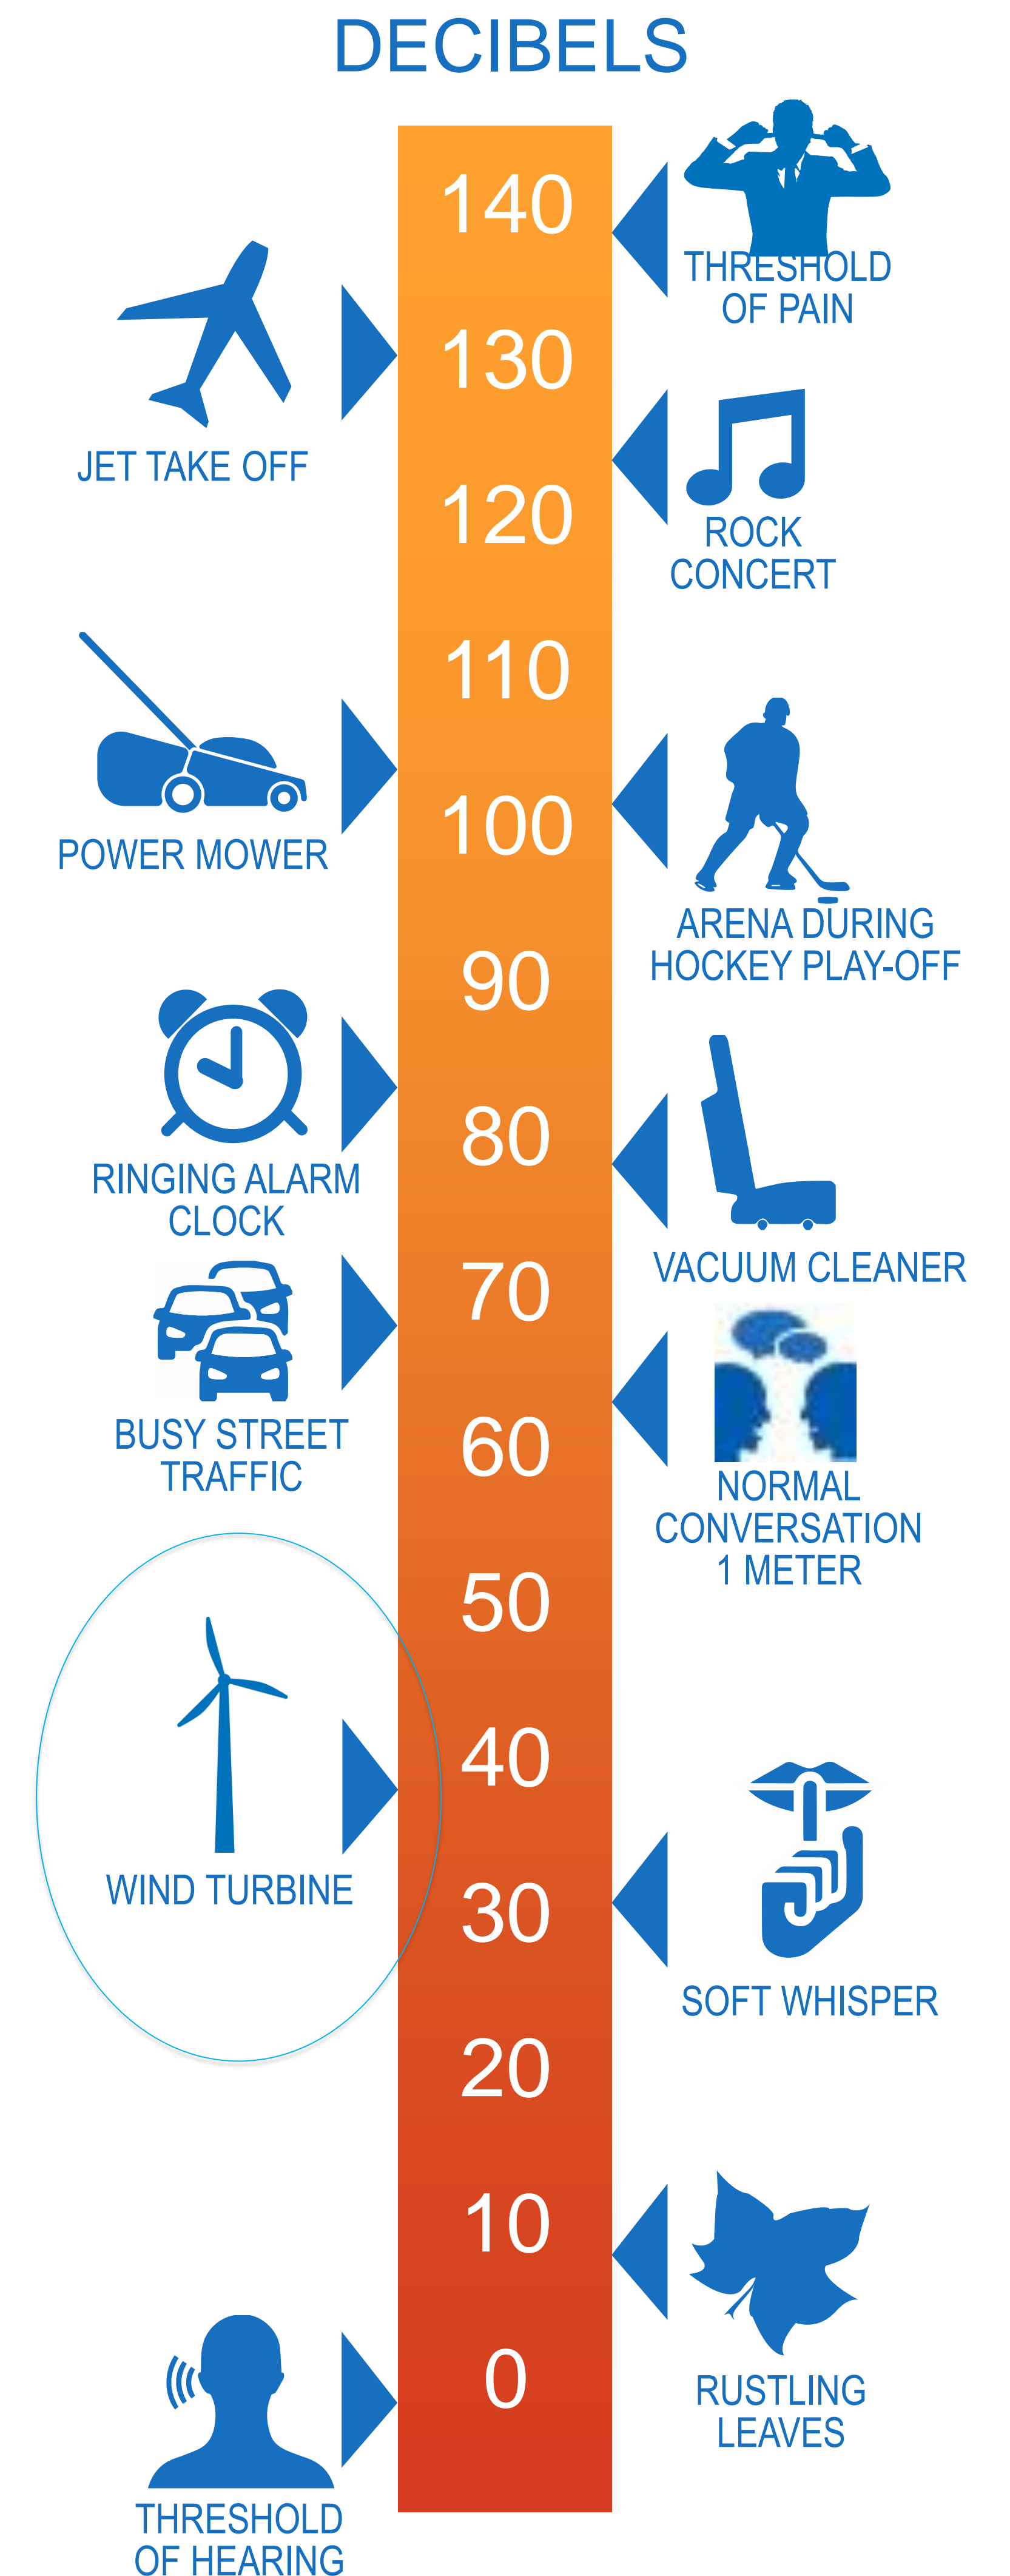 DECIBELS
140
THRESHOLD
OF PAIN
130
JET TAKE OFF
120
ROCK
CONCERT
110
100
POWER MOWER
ARENA DURING
HOCKEY PLAY-OFF
90
80
RINGING ALARM
CLOCK
VACUUM CLEANER
70
BUSY STREET
TRAFFIC
60
NORMAL
CONVERSATION
1 METER
50
40
WIND TURBINE
30
SOFT WHISPER
20
10
RUSTLING
LEAVES
0
THRESHOLD
OF HEARING